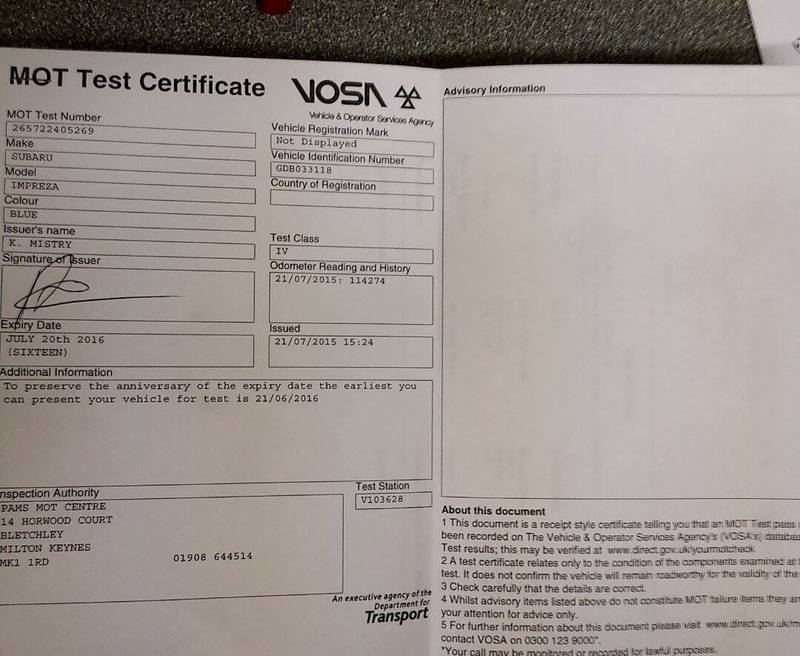 MOT Test Certificate
VOSA
Vehicle & Operator Services Agency
MOT Test Number
265722405269
Make
SUBARU
Model
IMPREZA
Colour
BLUE
Issuer's name
K. MISTRY
Signature of Issuer
Expiry Date
JULY 20th 2016
(SIXTEEN)
Vehicle Registration Mark
Not Displayed
Vehicle Identification Number
GDB033118
Country of Registration
Test Class
IV
Odometer Reading and History
21/07/2015: 114274
Issued
21/07/2015 15:24
Additional Information
To preserve the anniversary of the expiry date the earliest you
can present your vehicle for test is 21/06/2016
nspection Authority
PAMS MOT CENTRE
14 HORWOOD COURT
BLETCHLEY
MILTON KEYNES
MK1 1RD
01908 644514
Test Station
V103628
An executive agency of the
Department for
Transport
Advisory Information
About this document
1 This document is a receipt style certificate telling you that an MOT Test pass
been recorded on The Vehicle & Operator Services Agency's (VOSA's) databas
Test results; this may be verified at www.direct.gov.uk/yourmotcheck.
2 A test certificate relates only to the condition of the components examined at t
test. It does not confirm the vehicle will remain roadworthy for the validity of the
3 Check carefully that the details are correct.
4 Whilst advisory items listed above do not constitute MOT failure items they ar
your attention for advice only.
5 For further information about this document please visit www.direct.gov.uk/m
contact VOSA on 0300 123 9000*.
*Your call may be monitored or recorded for lawful purposes.